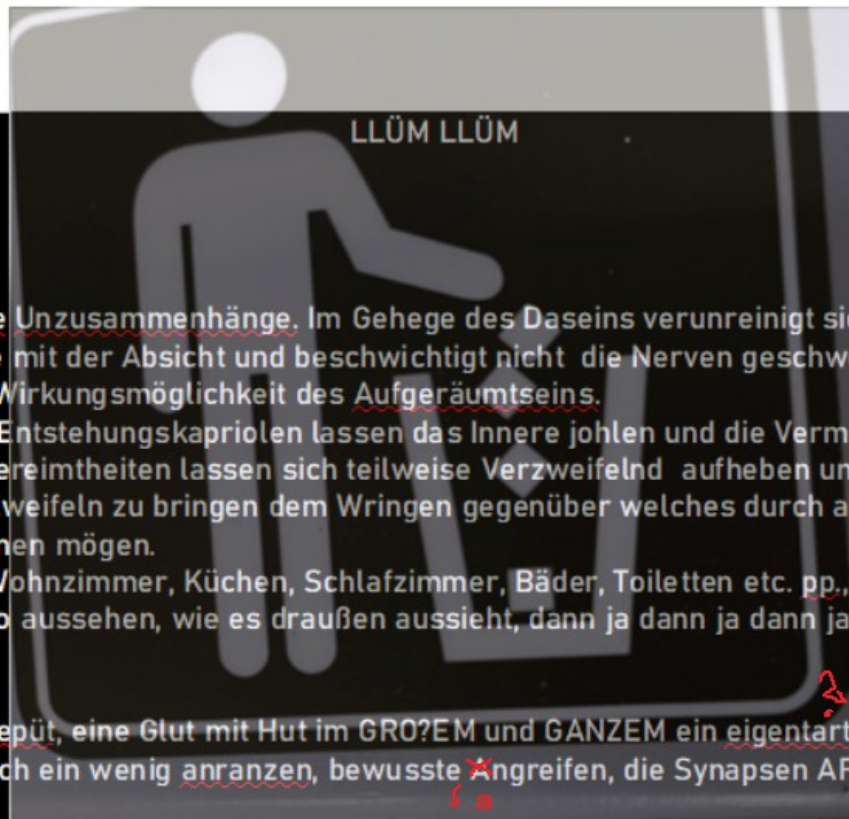 LLÜM LLÜM
e Unzusammenhänge. Im Gehege des Daseins verunreinigt si
e mit der Absicht und beschwichtigt nicht  die Nerven geschw
Wirkungsmöglichkeit des Aufgeräumtseins.
Entstehungskapriolen lassen das Innere johlen und die Verm
ereimtheiten lassen sich teilweise Verzweifelnd  aufheben un
weifeln zu bringen dem Wringen gegenüber welches durch a
nen mögen.
Wohnzimmer, Küchen, Schlafzimmer, Bäder, Toiletten etc. pp.,
o aussehen, wie es draußen aussieht, dann ja dann ja dann ja
epüt, eine Glut mit Hut im GRO?EM und GANZEM ein eigentart
ch ein wenig anranzen, bewusste Angreifen, die Synapsen AF
a